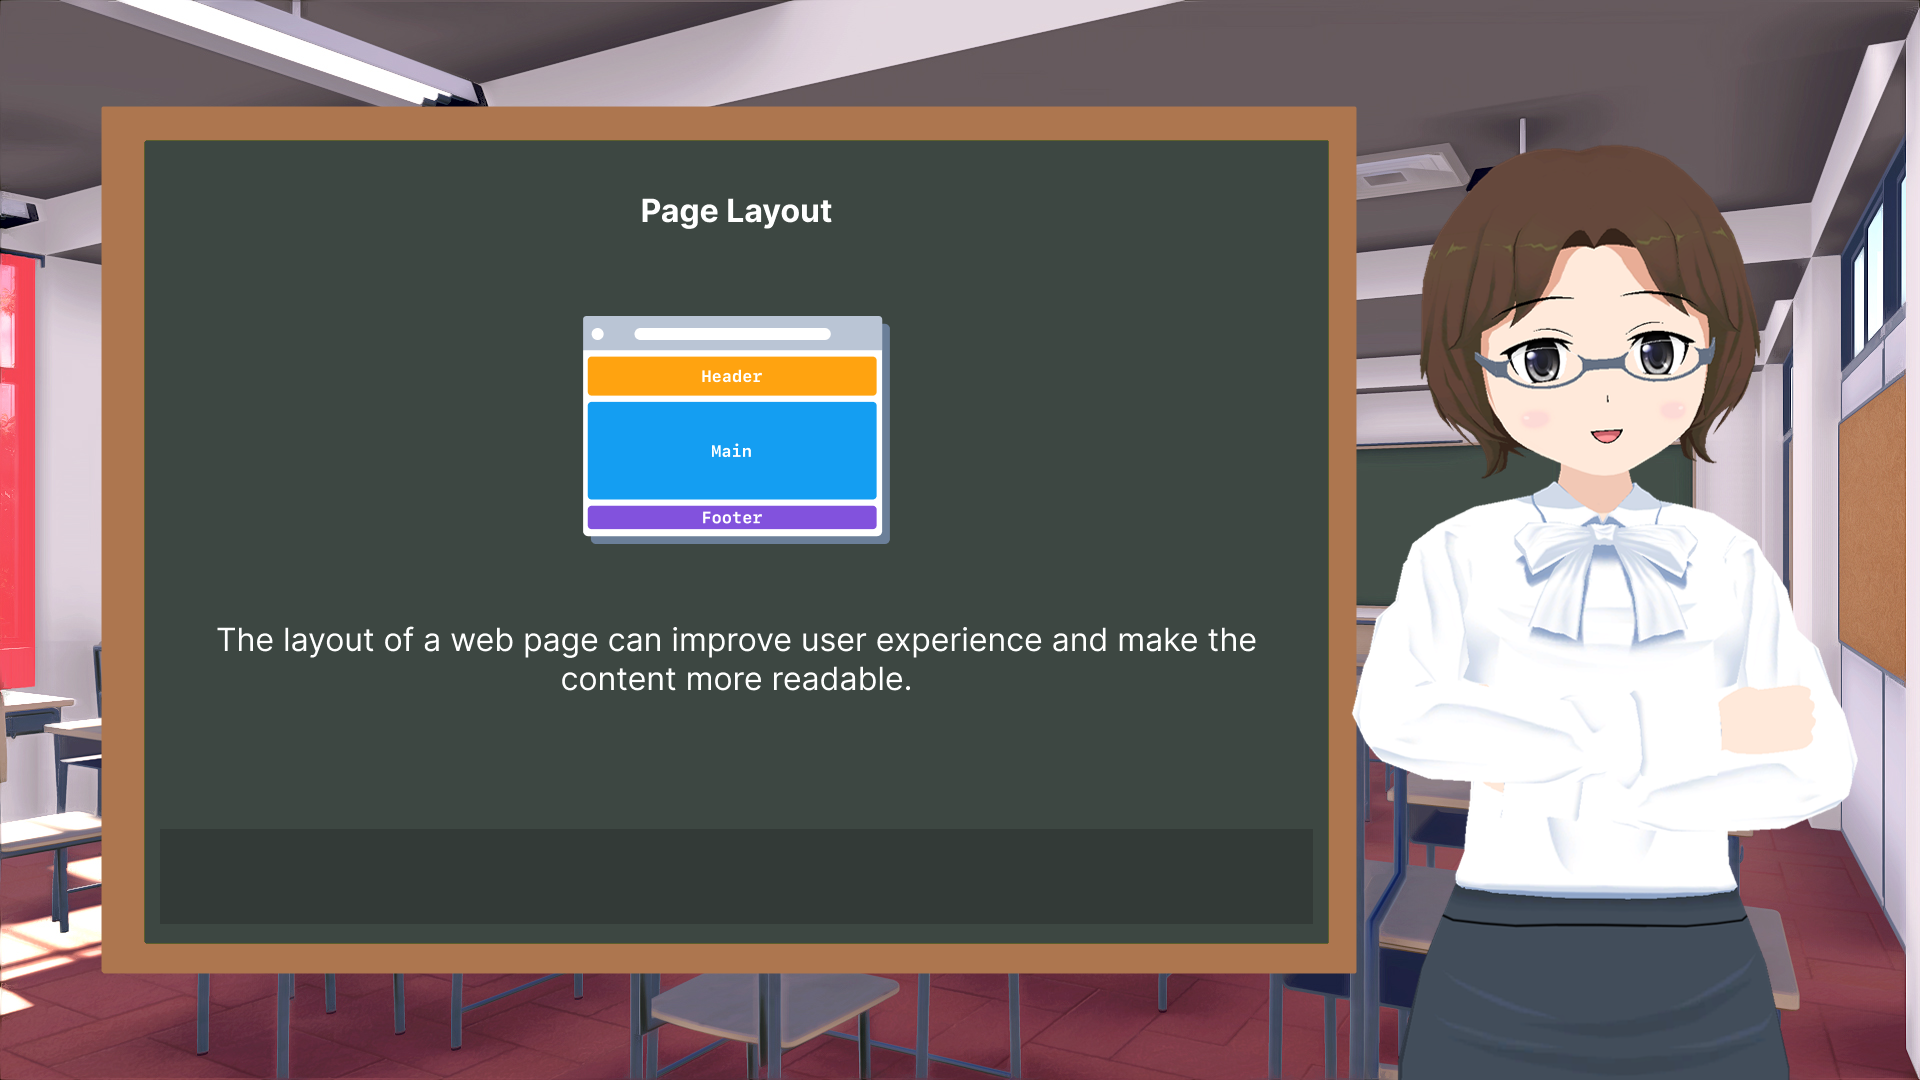 Page Layout
Header
Main
Footer
The layout of a web page can improve user experience and make the
content more readable.